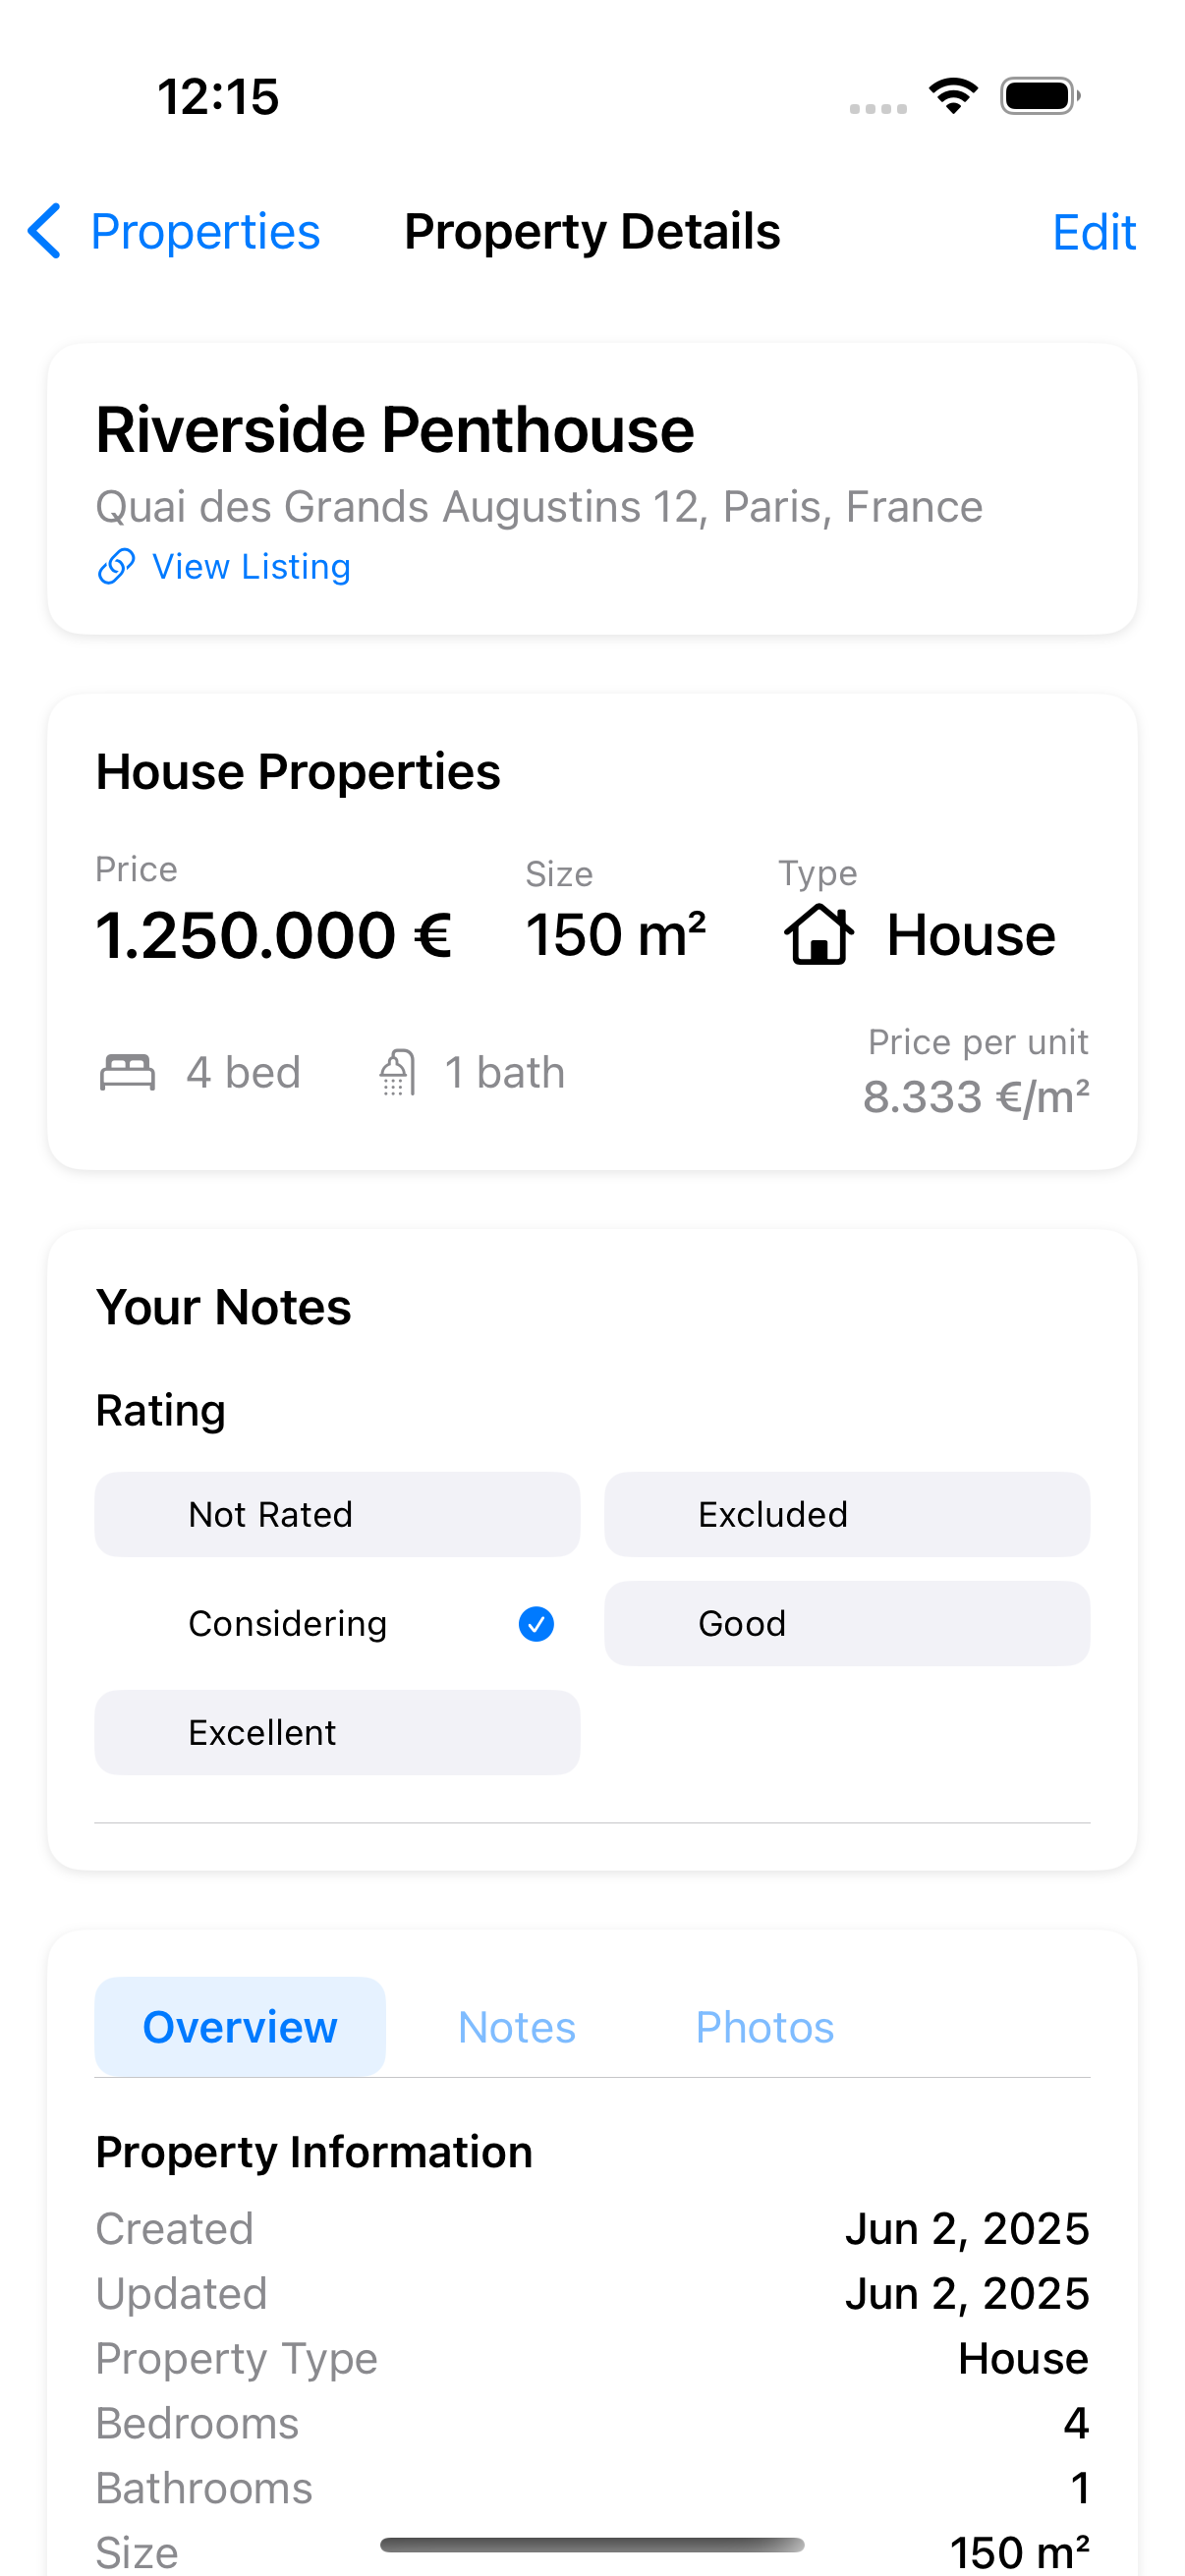 12:15
Properties
Property Details
Edit
Riverside Penthouse
Quai des Grands Augustins 12, Paris, France
View Listing
House Properties
Price
Size
Type
1.250.000 €
150 m²
House
4 bed
1 bath
Price per unit
8.333 €/m²
Your Notes
Rating
Not Rated
Excluded
Considering
Good
Excellent
Overview
Notes
Photos
Property Information
Created
Jun 2, 2025
Updated
Jun 2, 2025
Property Type
House
Bedrooms
4
Bathrooms
1
Size
150 m²